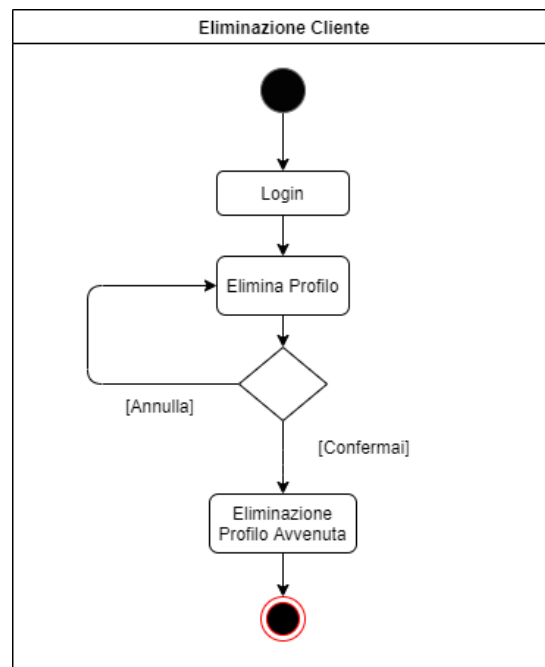 Eliminazione Cliente
Login
Elimina Profilo
[Annulla]
[Confermai]
Eliminazione
Profilo Avvenuta